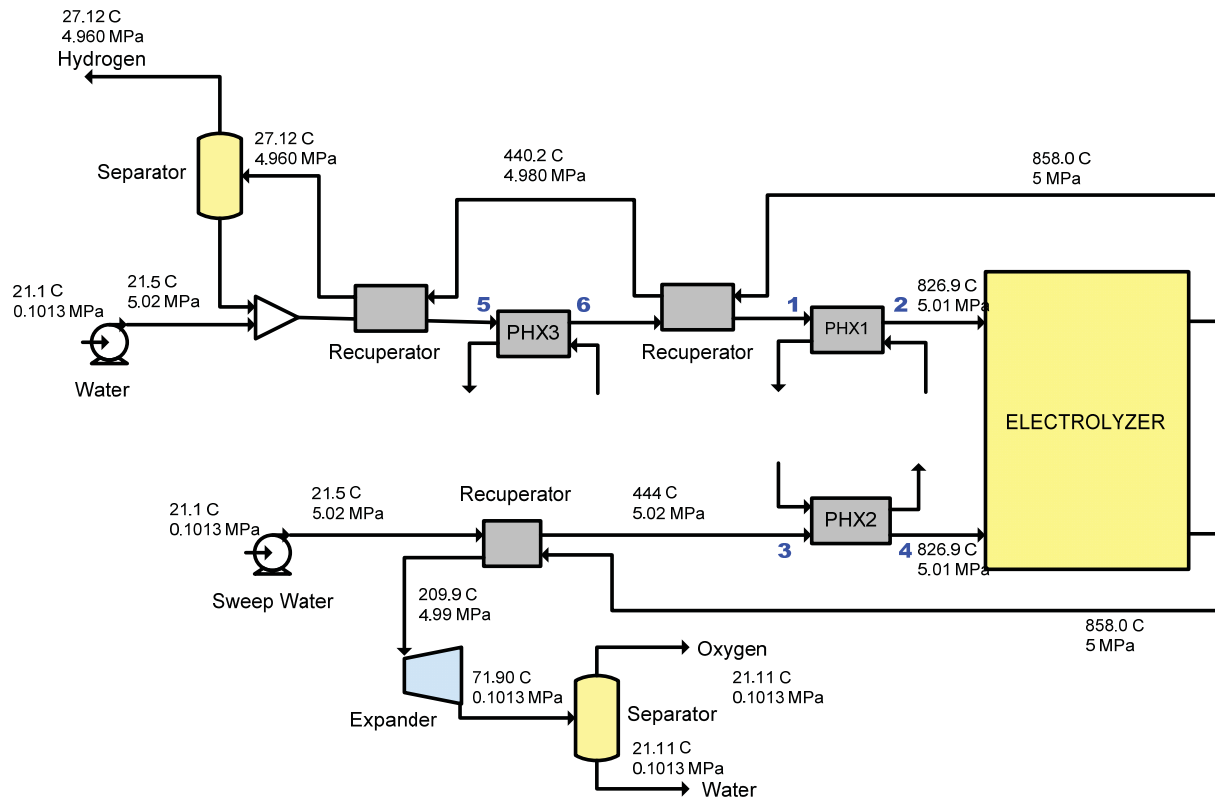 27.12 C
4.960 MPa
Hydrogen
Separator
27.12 C
4.960 MPa
440.2 C
4.980 MPa
858.0 C
5 MPa
21.1 C
0.1013 MPa
21.5 C
5.02 MPa
Water
Recuperator
5
PHX3
6
Recuperator
1
PHX1
2
826.9 C
5.01 MPa
ELECTROLYZER
21.1 C
0.1013 MPa
21.5 C
5.02 MPa
Sweep Water
Recuperator
444 C
5.02 MPa
3
PHX2
4
826.9 C
5.01 MPa
209.9 C
4.99 MPa
858.0 C
5 MPa
Expander
71.90 C
0.1013 MPa
Oxygen
21.11 C
0.1013 MPa
Separator
21.11 C
0.1013 MPa
Water